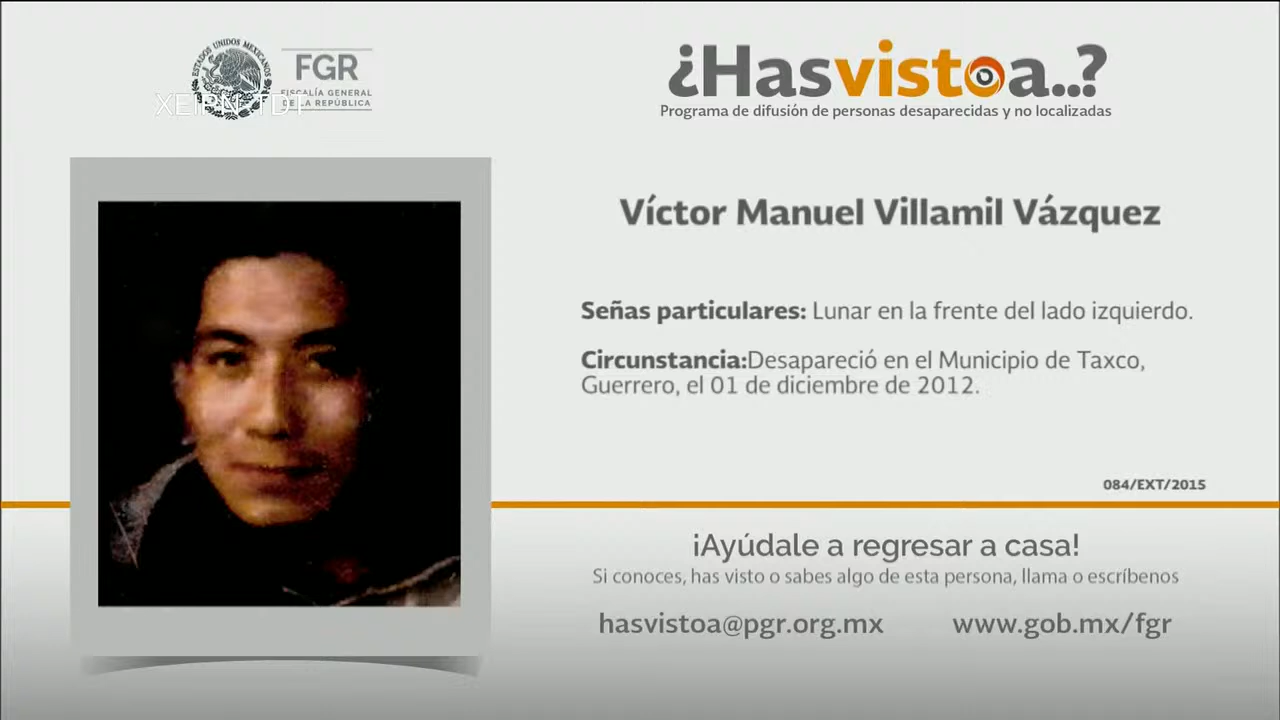 ESTADOS UNIDOS MEXICANOS
FGR
FISCALÍA GENERAL
DE LA REPÚBLICA
¿Hasvistoa..?
Programa de difusión de personas desaparecidas y no localizadas
Víctor Manuel Villamil Vázquez
Señas particulares: Lunar en la frente del lado izquierdo.
Circunstancia:Desapareció en el Municipio de Taxco,
Guerrero, el 01 de diciembre de 2012.
084/EXT/2015
¡Ayúdale a regresar a casa!
Si conoces, has visto o sabes algo de esta persona, llama o escríbenos
hasvistoa@pgr.org.mx www.gob.mx/fgr